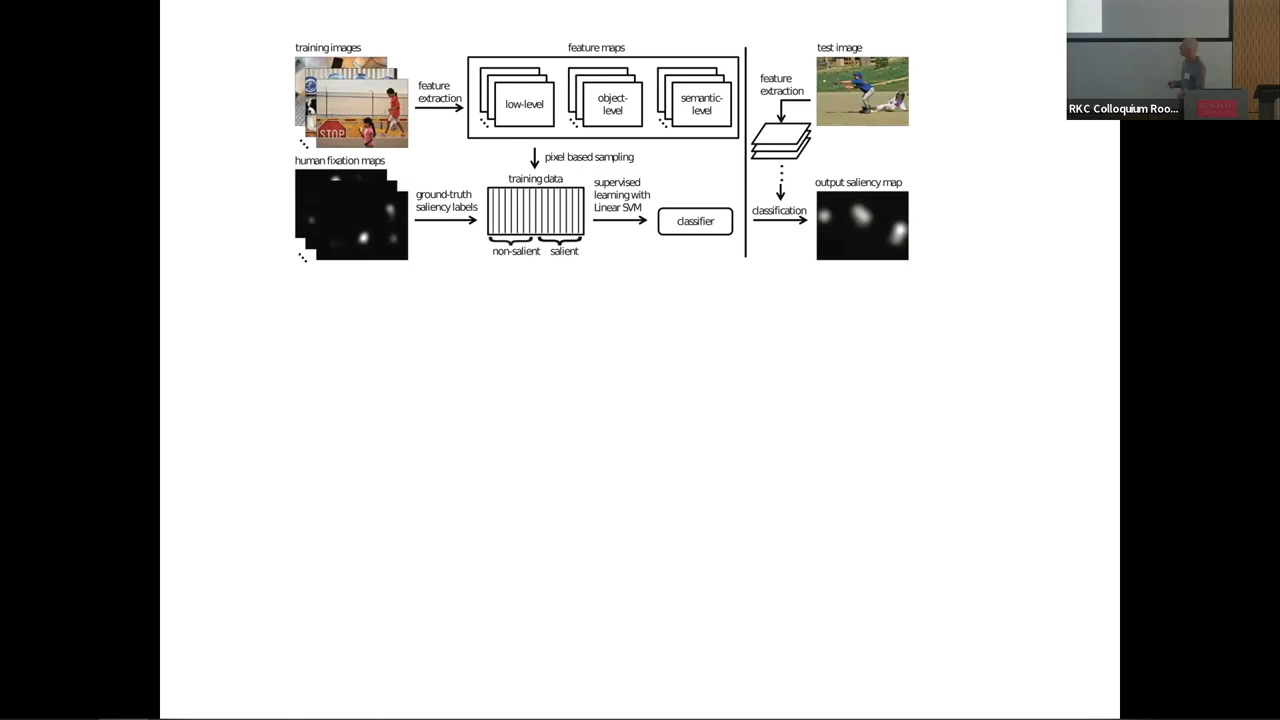 training images
feature maps
test image
feature
extraction
low-level
object-
level
semantic-
level
feature
extraction
STOP
pixel based sampling
human fixation maps
training data
ground-truth
saliency labels
supervised
learning with
Linear SVM
classifier
non-salient
salient
classification
output saliency map
RKC Colloquium Roo...